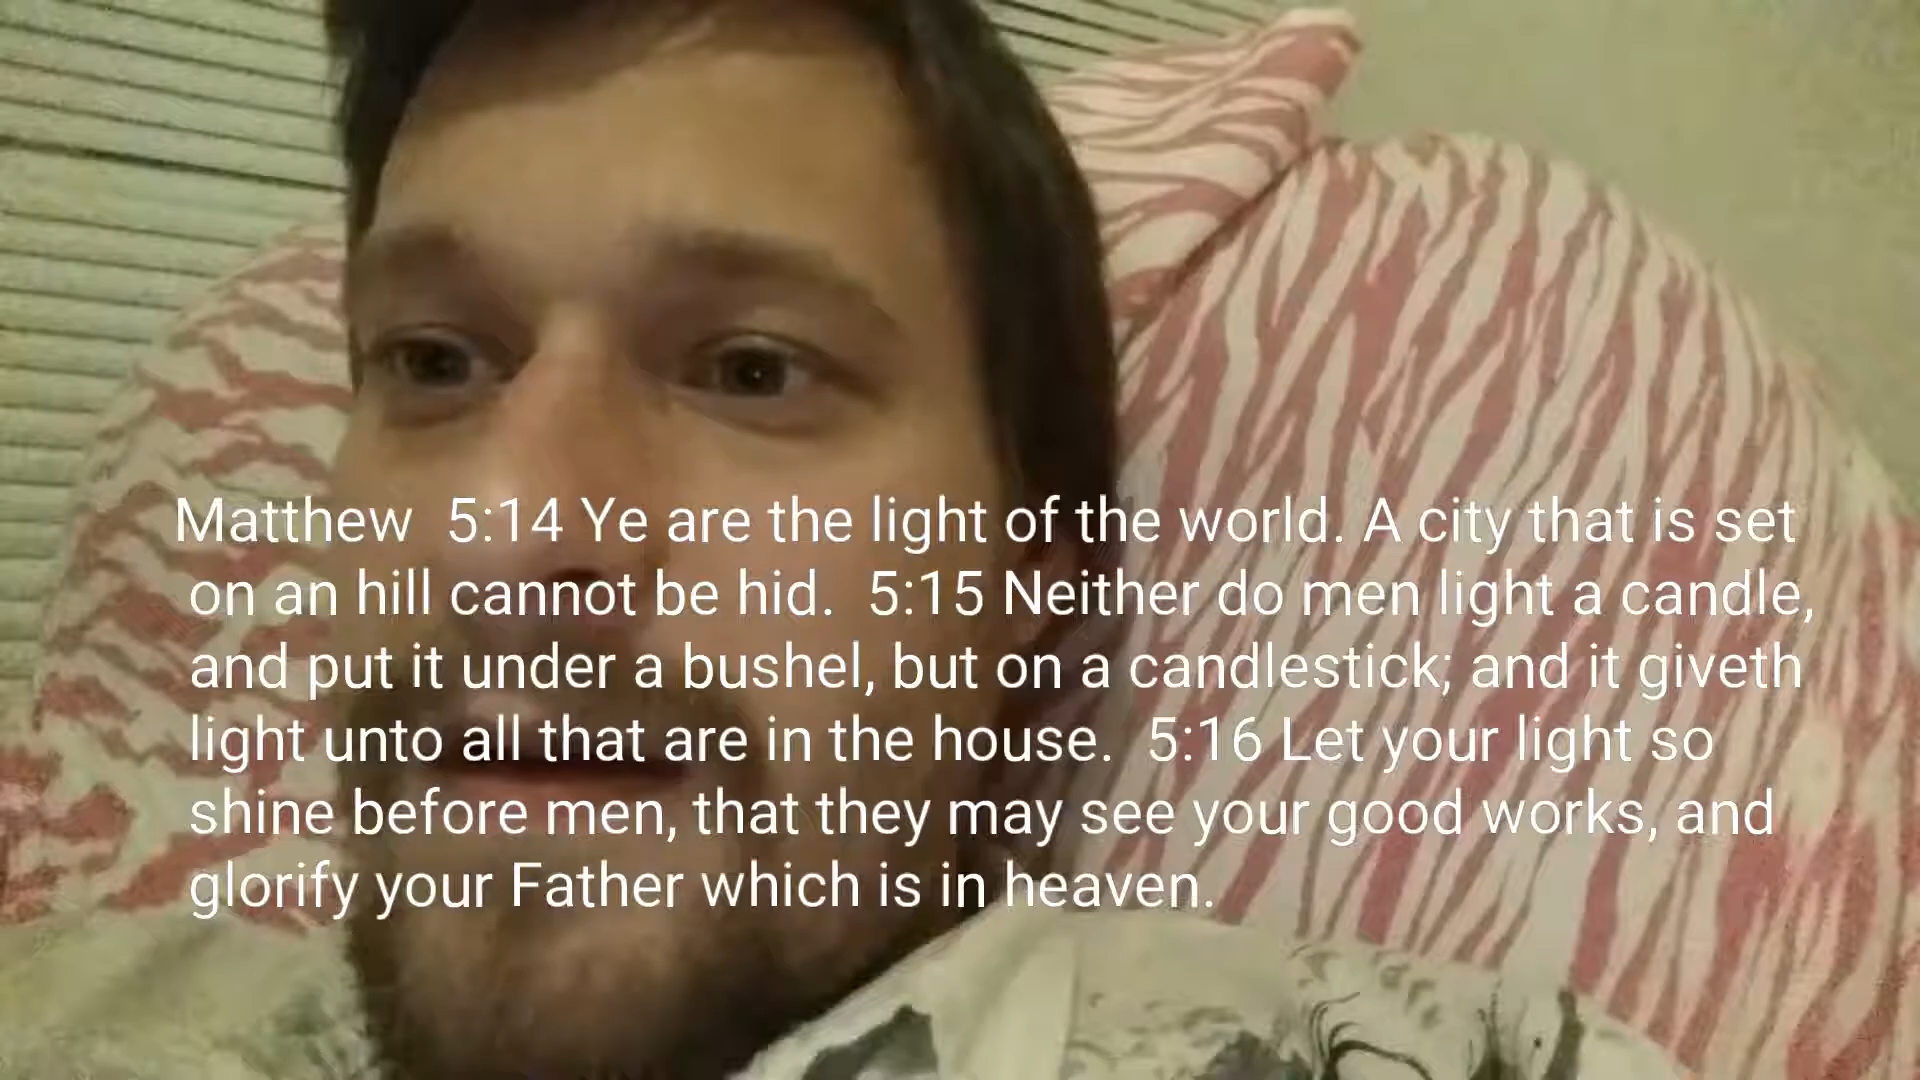 Matthew  5:14 Ye are the light of the world. A city that is set
on an hill cannot be hid.  5:15 Neither do men light a candle,
and put it under a bushel, but on a candlestick; and it giveth
light unto all that are in the house.  5:16 Let your light so
shine before men, that they may see your good works, and
glorify your Father which is in heaven.